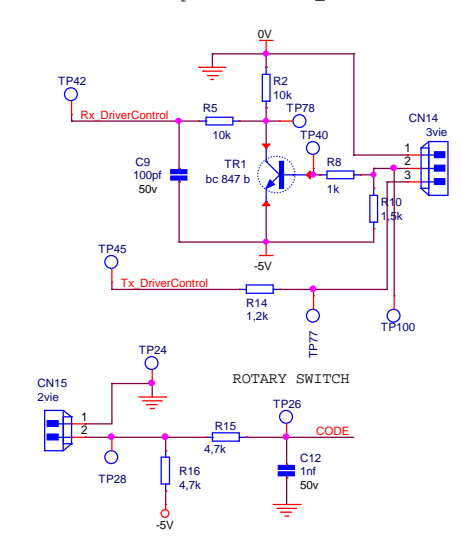 0V
TP42
R2
10k
Rx_DriverControl
R5
10k
TP78
TP40
CN14
3vie
C9
100pf
50v
TR1
bc 847 b
R8
1k
1
2
3
R10
1,5k
-5V
TP45
Tx_DriverControl
R14
1,2k
TP77
TP100
TP24
ROTARY SWITCH
CN15
2vie
1
2
TP26
R15
4,7k
CODE
TP28
R16
4,7k
C12
1nf
50v
-5V